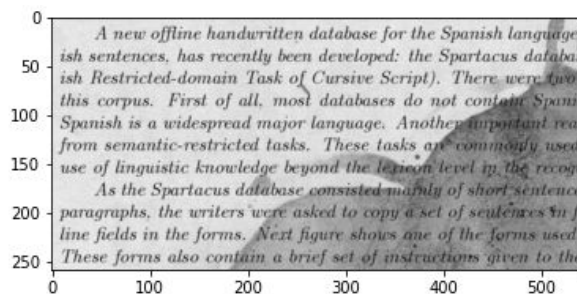 A new offline handwritten database for the Spanish language
ish sentences, has recently been developed: the Spartacus databa
ish Restricted-domain Task of Cursive Script). There were two
this corpus. First of all, most databases do not contain Spani
Spanish is a widespread major language. Another important rea
from semantic-restricted tasks. These tasks are commonly used
use of linguistic knowledge beyond the lexicon level in the recog
As the Spartacus database consisted mainly of short sentence
paragraphs, the writers were asked to copy a set of sentences in f
line fields in the forms. Next figure shows one of the forms used
These forms also contain a brief set of instructions given to the
0
50
100
150
200
250
0 100 200 300 400 500